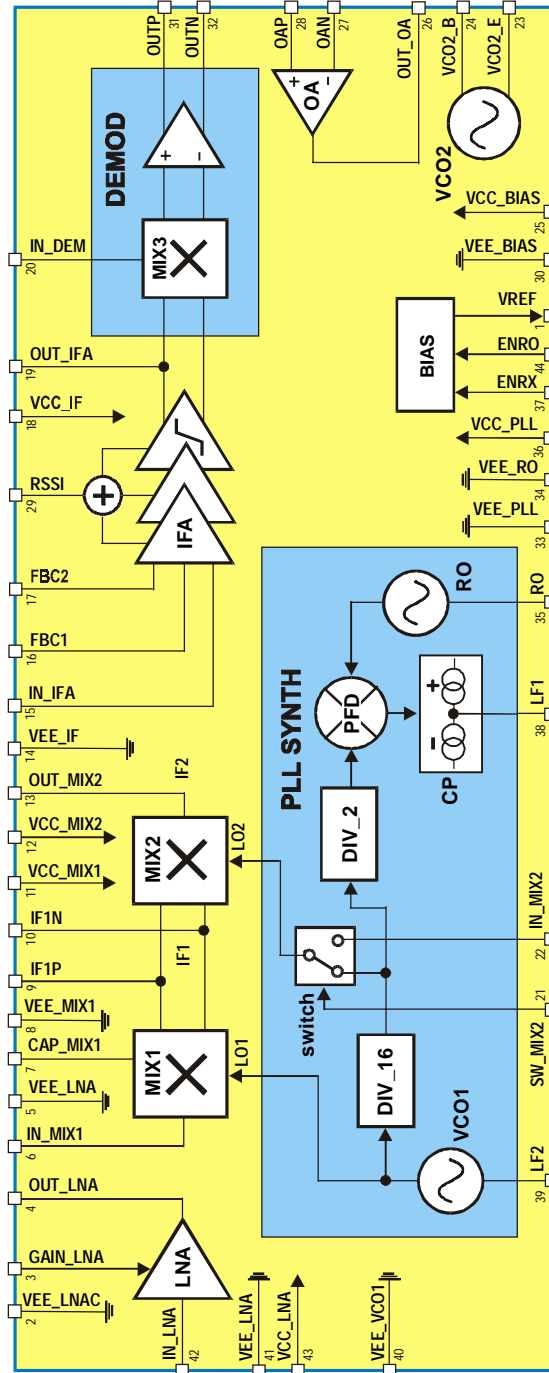 OUTP
31
OUTN
32
OAP
28
OAN
27
OUT_OA
26
VCO2_B
24
VCO2_E
23
DEMOD
+
-
OA
+
-
VCO2
IN_DEM
20
MIX3
VCC_BIAS
25
VEE_BIAS
30
OUT_IFA
19
VCC_IF
18
RSSI
29
+
IFA
BIAS
VREF
1
ENRO
44
ENRX
37
VCC_PLL
36
VEE_RO
34
VEE_PLL
33
FBC2
17
FBC1
16
IN_IFA
15
VEE_IF
14
OUT_MIX2
13
IF2
VCC_MIX2
12
VCC_MIX1
11
IF1N
10
IF1
IF1P
9
VEE_MIX1
8
CAP_MIX1
7
VEE_LNA
5
IN_MIX1
6
MIX2
LO2
MIX1
LO1
PLL SYNTH
RO
PFD
+
-
CP
DIV_2
switch
DIV_16
VCO1
RO
35
LF1
38
IN_MIX2
22
SW_MIX2
21
LF2
39
OUT_LNA
4
GAIN_LNA
3
VEE_LNAC
2
LNA
IN_LNA
42
VEE_LNA
41
VCC_LNA
43
VEE_VCO1
40